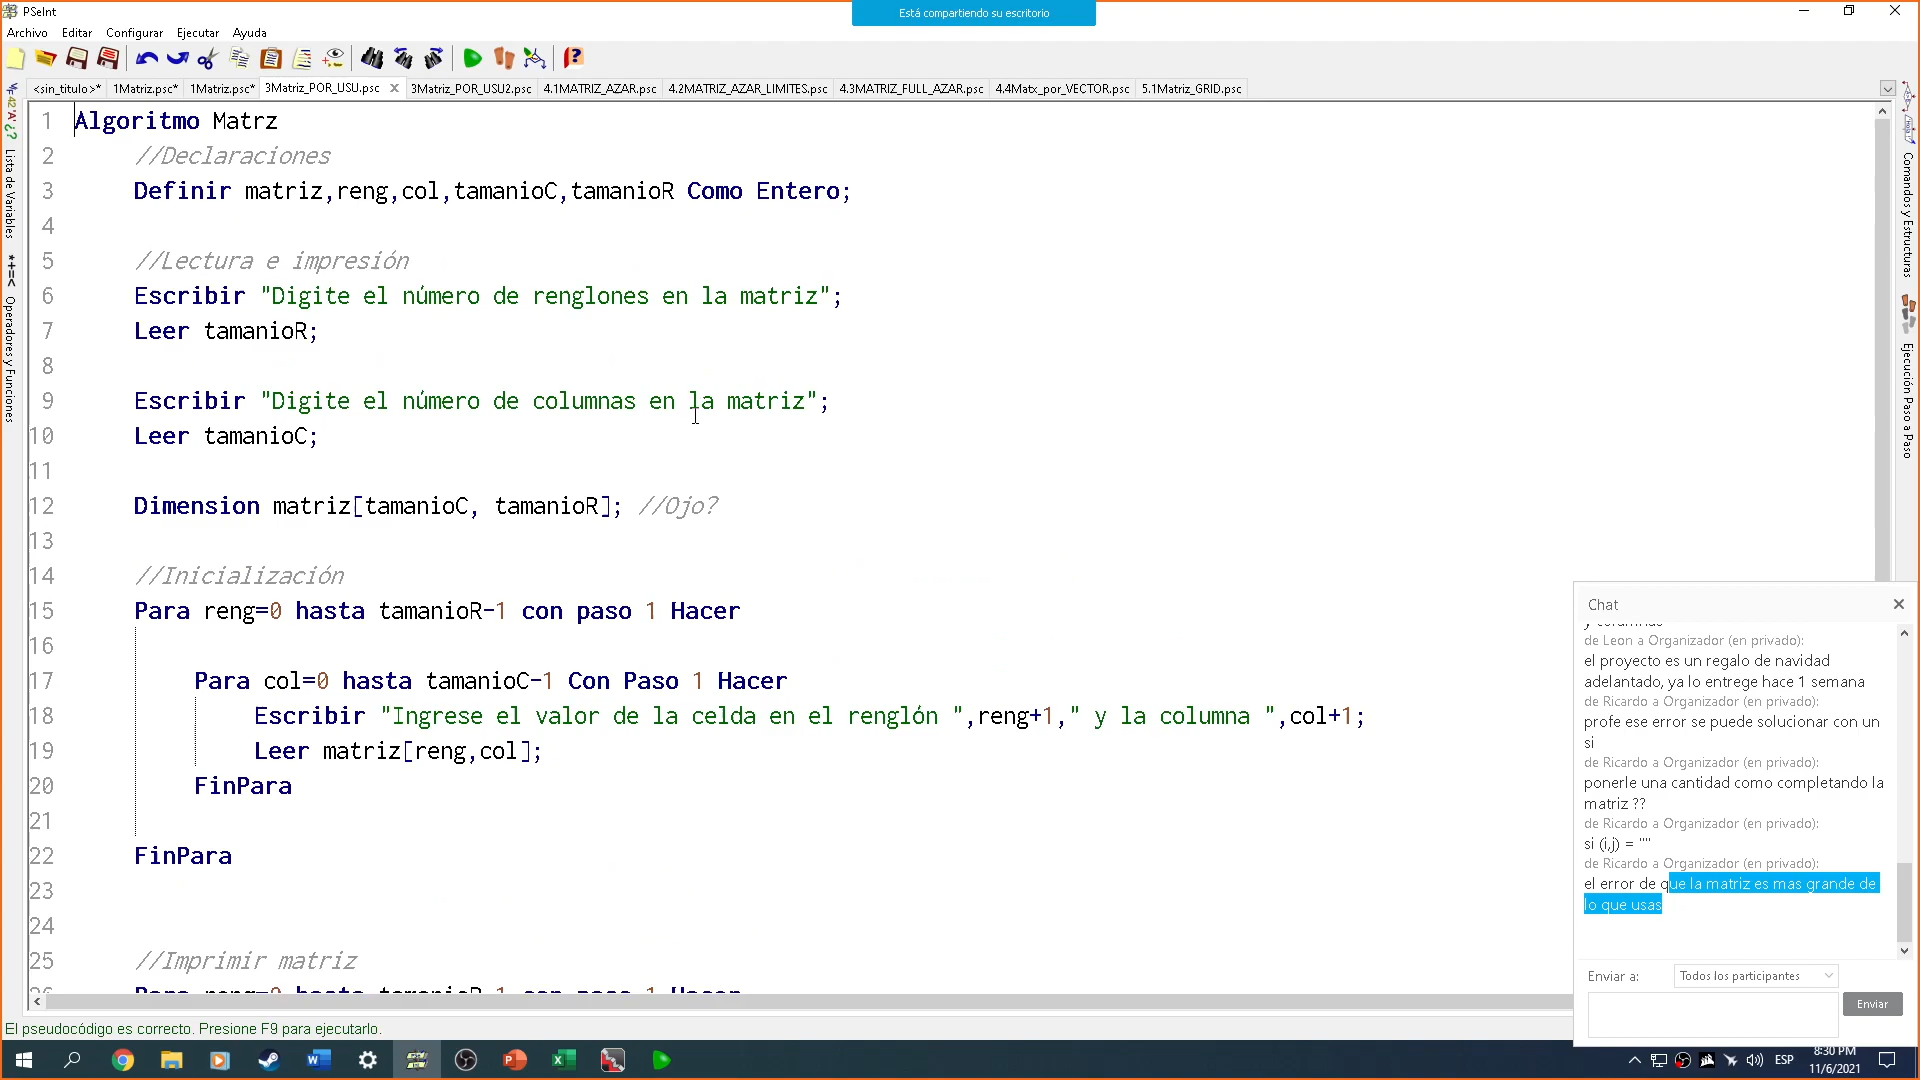 PSeInt
Está compartiendo su escritorio
Archivo Editar Configurar Ejecutar Ayuda
<sin_titulo>* 1Matriz.psc* 1Matriz.psc* 3Matriz_POR_USU.psc 3Matriz_POR_USU2.psc 4.1MATRIZ_AZAR.psc 4.2MATRIZ_AZAR_LIMITES.psc 4.3MATRIZ_FULL_AZAR.psc 4.4Matx_por_VECTOR.psc 5.1Matriz_GRID.psc
Lista de Variables
*+=< Operadores y Funciones
1 Algoritmo Matrz
2 //Declaraciones
3 Definir matriz,reng,col,tamanioC,tamanioR Como Entero;
4
5 //Lectura e impresión
6 Escribir "Digite el número de renglones en la matriz";
7 Leer tamanioR;
8
9 Escribir "Digite el número de columnas en la matriz";
10 Leer tamanioC;
11
12 Dimension matriz[tamanioC, tamanioR]; //Ojo?
13
14 //Inicialización
15 Para reng=0 hasta tamanioR-1 con paso 1 Hacer
16
17 Para col=0 hasta tamanioC-1 Con Paso 1 Hacer
18 Escribir "Ingrese el valor de la celda en el renglón ",reng+1," y la columna ",col+1;
19 Leer matriz[reng,col];
20 FinPara
21
22 FinPara
23
24
25 //Imprimir matriz
26 Para reng=0 hasta tamanioR-1 con paso 1 Hacer
Comandos y Estructuras
Ejecución Paso a Paso
Chat
y columnas
de Leon a Organizador (en privado):
el proyecto es un regalo de navidad
adelantado, ya lo entrege hace 1 semana
de Ricardo a Organizador (en privado):
profe ese error se puede solucionar con un
si
de Ricardo a Organizador (en privado):
ponerle una cantidad como completando la
matriz ??
de Ricardo a Organizador (en privado):
si (i,j) = ""
de Ricardo a Organizador (en privado):
el error de que la matriz es mas grande de
lo que usas
Enviar a: Todos los participantes
Enviar
El pseudocódigo es correcto. Presione F9 para ejecutarlo.
ESP
8:30 PM
11/6/2021